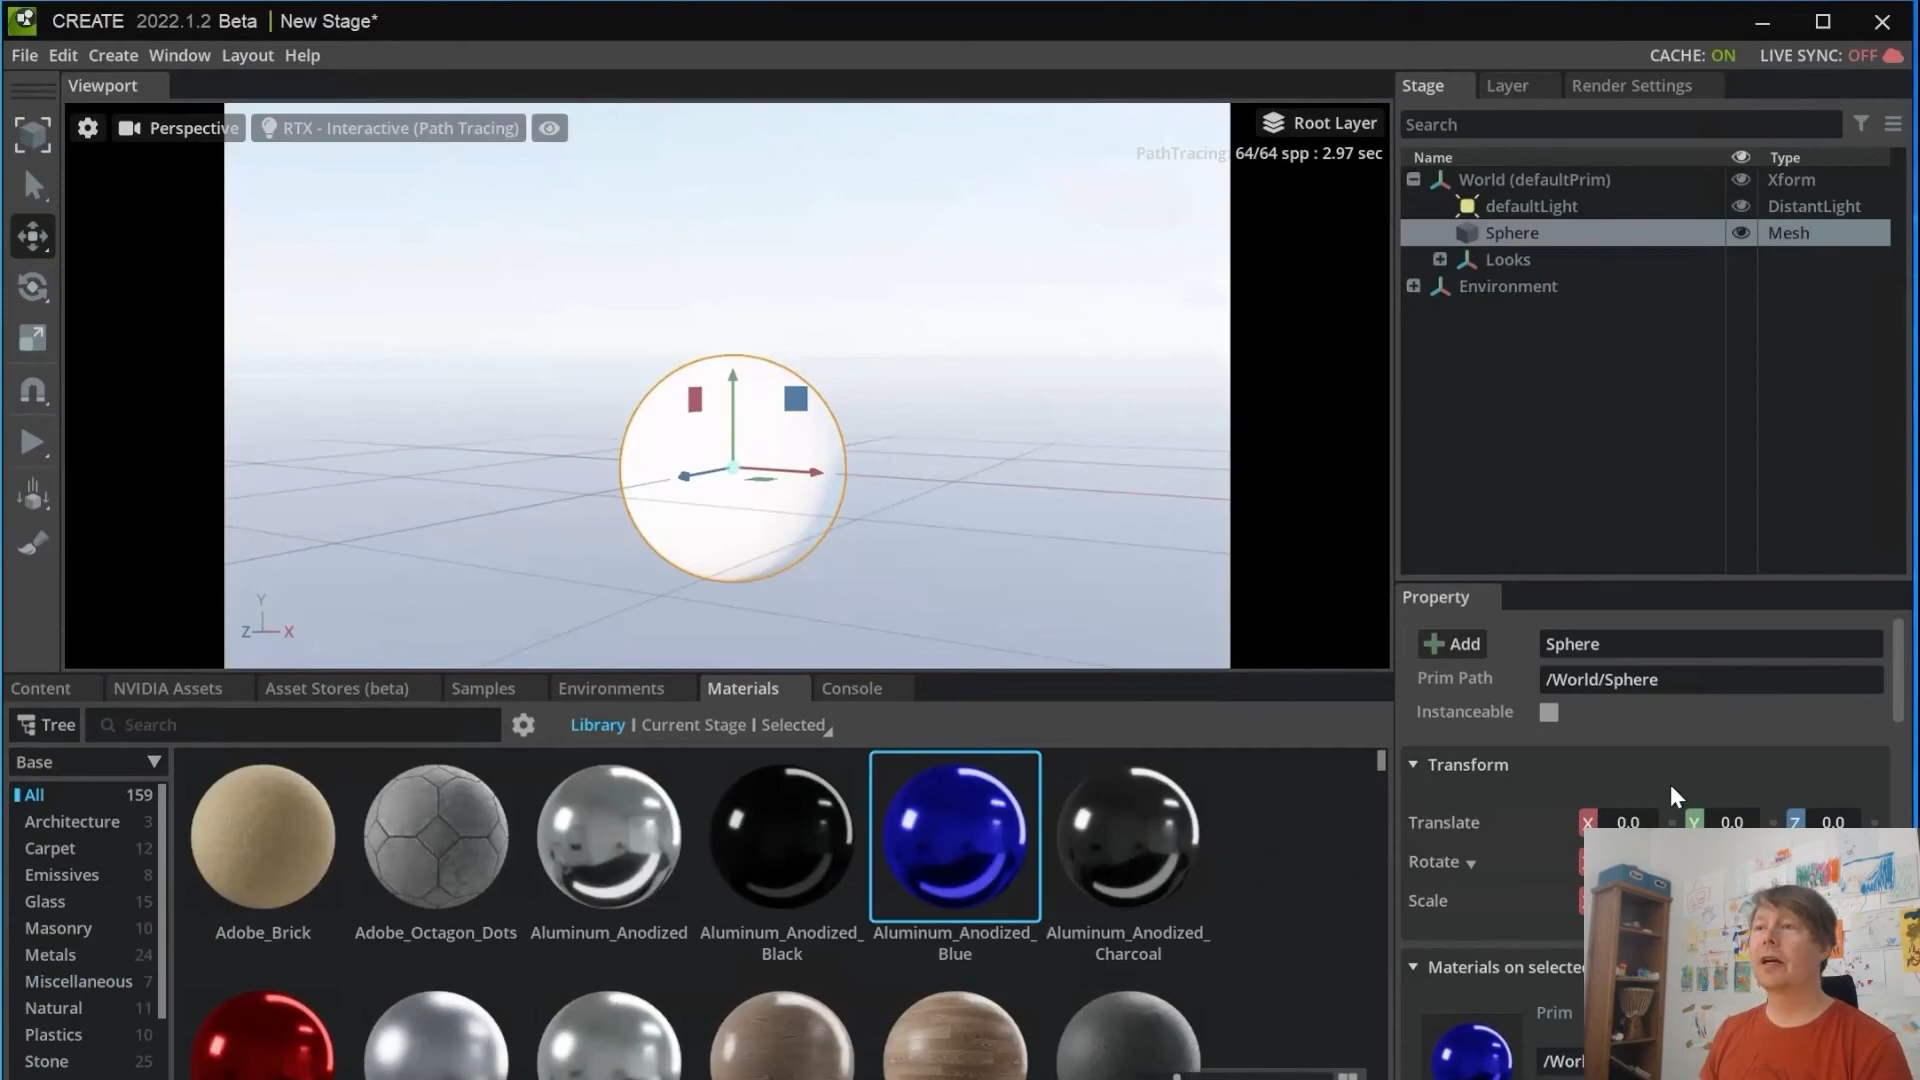 CREATE 2022.1.2 Beta | New Stage*
File Edit Create Window Layout Help
CACHE: ON LIVE SYNC: OFF
Viewport
Perspective
RTX - Interactive (Path Tracing)
Root Layer
PathTracing: 64/64 spp : 2.97 sec
Y
Z X
Stage Layer Render Settings
Search
Name Type
World (defaultPrim) Xform
defaultLight DistantLight
Sphere Mesh
Looks
Environment
Property
Add Sphere
Prim Path /World/Sphere
Instanceable
Transform
Translate X 0.0 Y 0.0 Z 0.0
Rotate
Scale
Materials on selected
Prim
/Worl
Content NVIDIA Assets Asset Stores (beta) Samples Environments Materials Console
Tree Search Library | Current Stage | Selected
Base
All 159
Architecture 3
Carpet 12
Emissives 8
Glass 15
Masonry 10
Metals 24
Miscellaneous 7
Natural 11
Plastics 10
Stone 25
Adobe_Brick
Adobe_Octagon_Dots
Aluminum_Anodized
Aluminum_Anodized_
Black
Aluminum_Anodized_
Blue
Aluminum_Anodized_
Charcoal